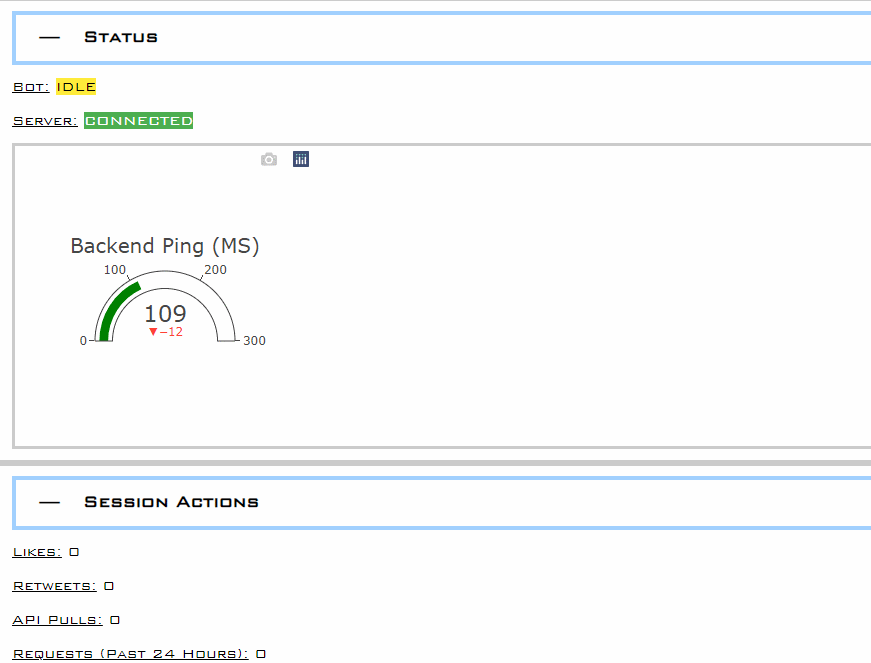 — Status
Bot: IDLE
Server: CONNECTED
Backend Ping (MS)
100 200
109
▼−12
0 300
— Session Actions
Likes: 0
Retweets: 0
API Pulls: 0
Requests (Past 24 Hours): 0